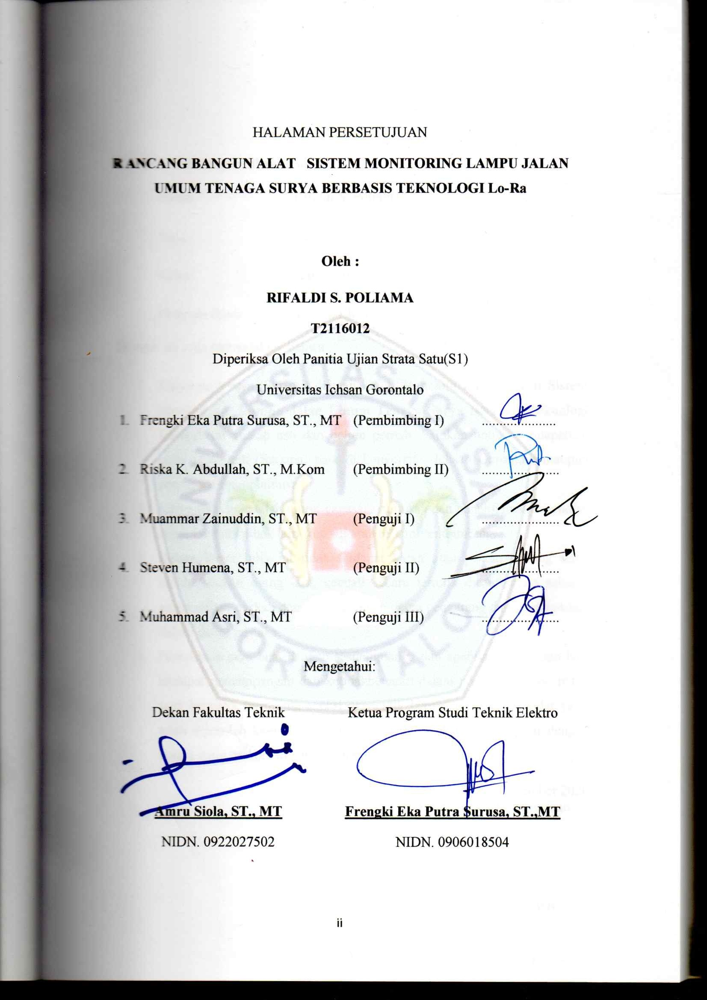 HALAMAN PERSETUJUAN
RANCANG BANGUN ALAT SISTEM MONITORING LAMPU JALAN
UMUM TENAGA SURYA BERBASIS TEKNOLOGI Lo-Ra
Oleh :
RIFALDI S. POLIAMA
T2116012
Diperiksa Oleh Panitia Ujian Strata Satu(S1)
Universitas Ichsan Gorontalo
1. Frengki Eka Putra Surusa, ST., MT (Pembimbing I) ......................
2. Riska K. Abdullah, ST., M.Kom (Pembimbing II) ......................
3. Muammar Zainuddin, ST., MT (Penguji I) ......................
4. Steven Humena, ST., MT (Penguji II) ......................
5. Muhammad Asri, ST., MT (Penguji III) ......................
UNIVERSITAS ICHSAN
GORONTALO
Mengetahui:
Dekan Fakultas Teknik Ketua Program Studi Teknik Elektro
Amru Siola, ST., MT Frengki Eka Putra Surusa, ST.,MT
NIDN. 0922027502 NIDN. 0906018504
ii